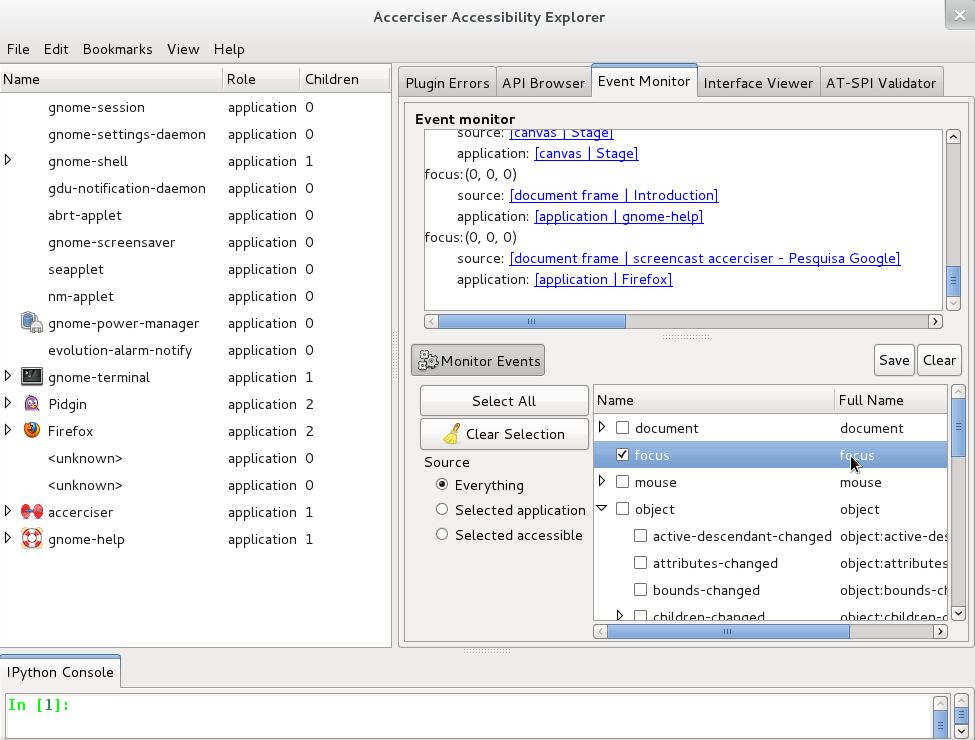 Accerciser Accessibility Explorer
File Edit Bookmarks View Help
Name Role Children
gnome-session application 0
gnome-settings-daemon application 0
gnome-shell application 1
gdu-notification-daemon application 0
abrt-applet application 0
gnome-screensaver application 0
seapplet application 0
nm-applet application 0
gnome-power-manager application 0
evolution-alarm-notify application 0
gnome-terminal application 1
Pidgin application 2
Firefox application 2
<unknown> application 0
<unknown> application 0
accerciser application 1
gnome-help application 1
Plugin Errors API Browser Event Monitor Interface Viewer AT-SPI Validator
Event monitor
source: [canvas | Stage]
application: [canvas | Stage]
focus:(0, 0, 0)
source: [document frame | Introduction]
application: [application | gnome-help]
focus:(0, 0, 0)
source: [document frame | screencast accerciser - Pesquisa Google]
application: [application | Firefox]
Monitor Events Save Clear
Select All
Clear Selection
Source
Everything
Selected application
Selected accessible
Name Full Name
document document
focus focus
mouse mouse
object object
active-descendant-changed object:active-des
attributes-changed object:attributes
bounds-changed object:bounds-ch
children-changed object:children-c
IPython Console
In [1]: